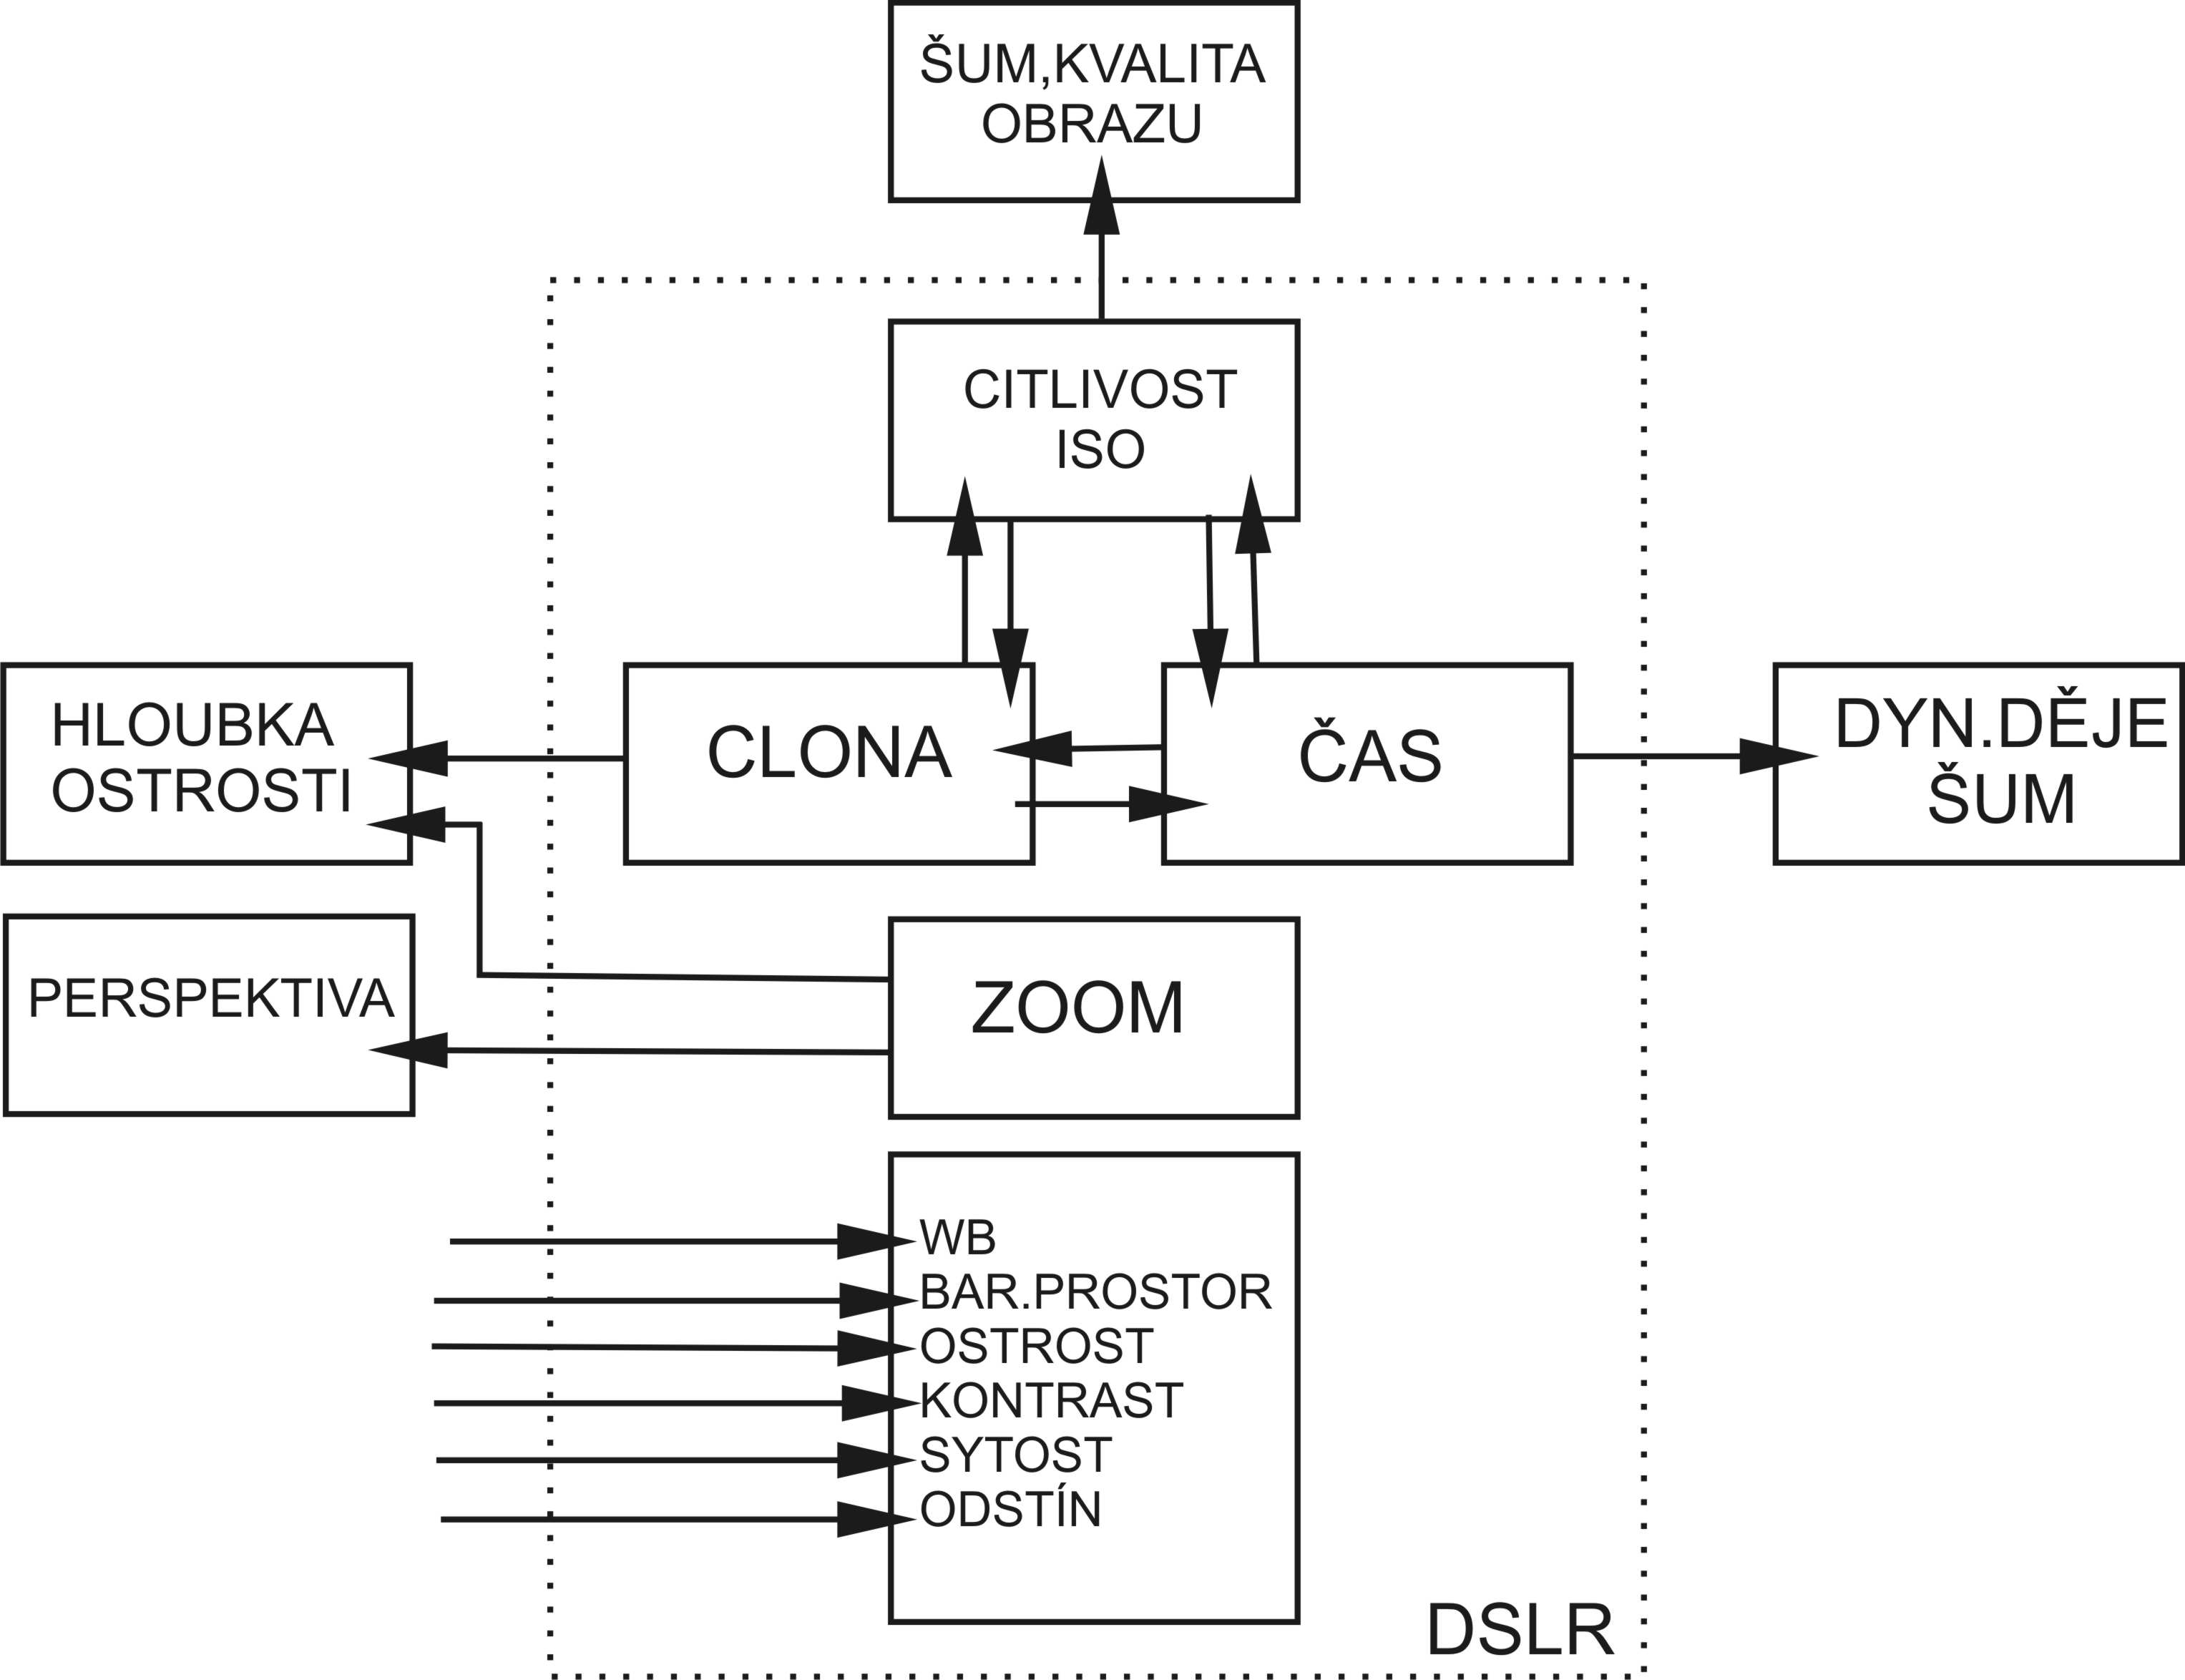 ŠUM,KVALITA
OBRAZU
CITLIVOST
ISO
HLOUBKA
OSTROSTI
CLONA
ČAS
DYN.DĚJE
ŠUM
PERSPEKTIVA
ZOOM
WB
BAR.PROSTOR
OSTROST
KONTRAST
SYTOST
ODSTÍN
DSLR